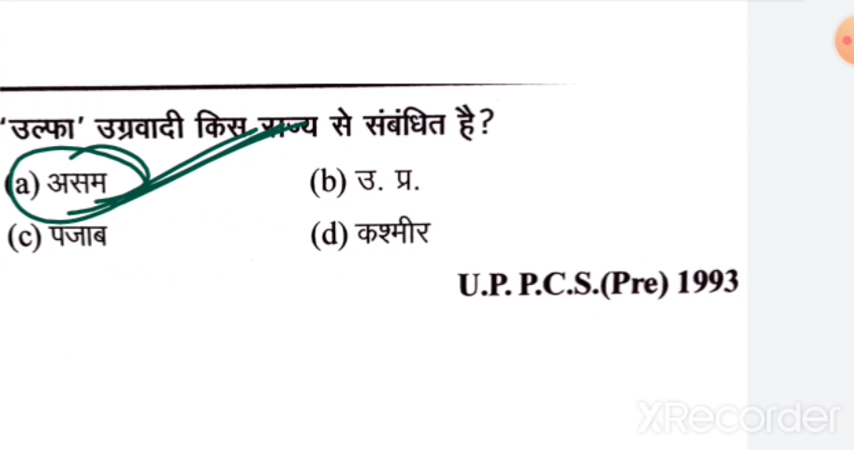 'उल्फा' उग्रवादी किस राज्य से संबंधित है?
(a) असम (b) उ. प्र.
(c) पंजाब (d) कश्मीर
U.P. P.C.S.(Pre) 1993
XRecorder